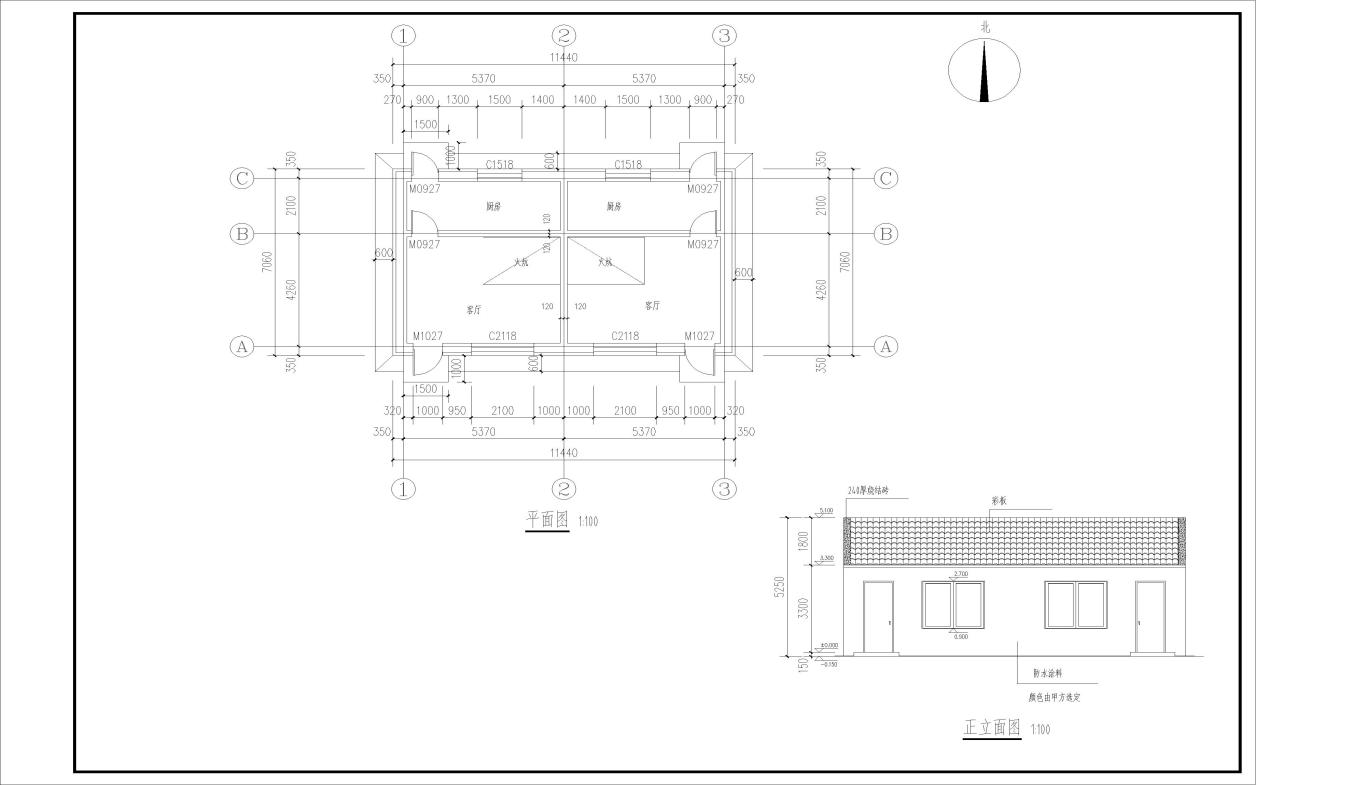 北
1 2 3
11440
350 5370 5370 350
270 900 1300 1500 1400 1400 1500 1300 900 270
1500
1000
600
350
350
C1518 C1518
C C
M0927 M0927
2100
厨房 厨房
2100
120
B B
M0927 M0927
120
600
7060
火炕 火炕
7060
600
4260
客厅 120 120 客厅
4260
M1027 C2118 C2118 M1027
A A
350
1000
600
350
1500
320 1000 950 2100 1000 1000 2100 950 1000 320
350 5370 5370 350
11440
1 2 3
平面图 1:100
240厚烧结砖
彩板
5.100
1800
3.300
2.700
5250
3300
0.900
±0.000
150
-0.150
防水涂料
颜色由甲方选定
正立面图 1:100